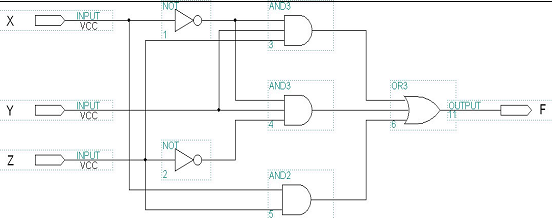 NOT
AND3
X
INPUT
VCC
1
3
NOT
AND3
OR3
Y
INPUT
VCC
OUTPUT
F
4
6
11
NOT
Z
INPUT
VCC
2
AND2
5